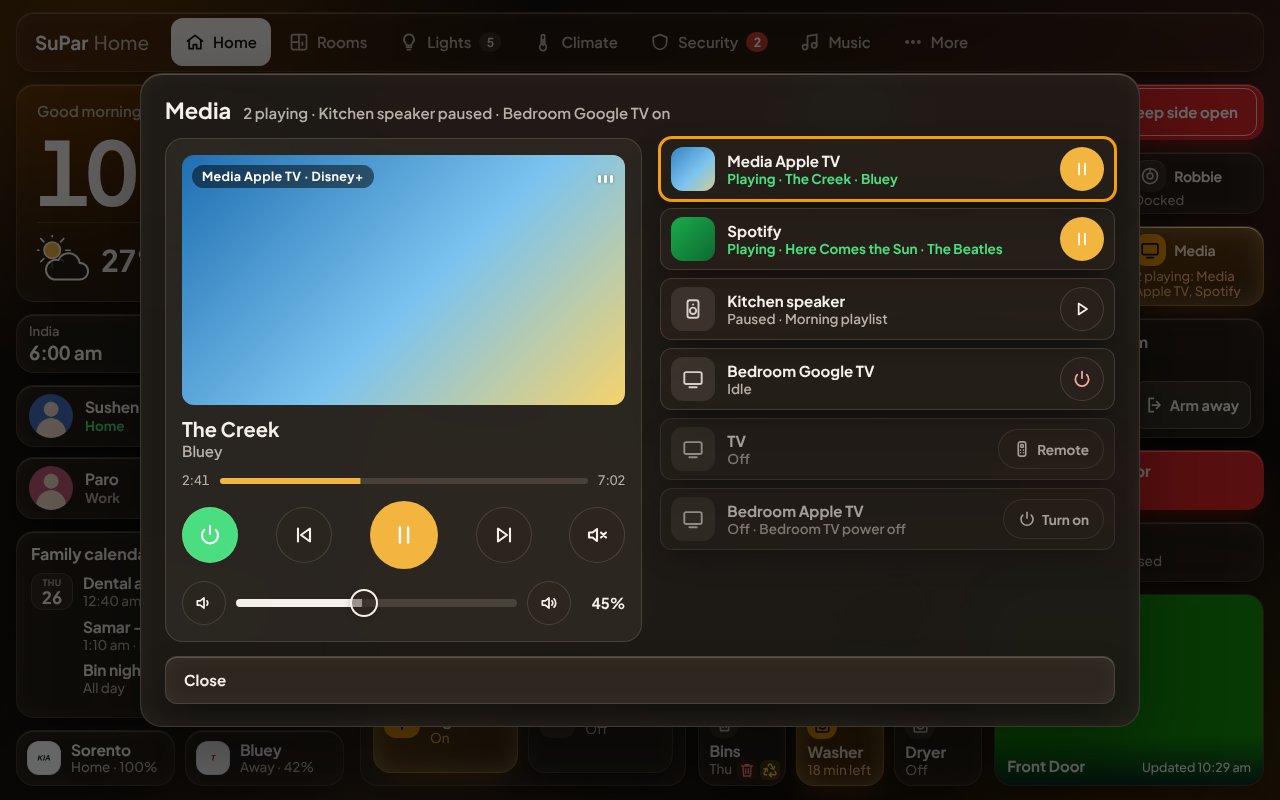 SuPar Home
Home
Rooms
Lights 5
Climate
Security 2
Music
More
Good morning
10
27°
India
6:00 am
Sushen
Home
Paro
Work
Family calenda
THU
26
Dental a
12:40 am
Samar –
1:10 am ·
Bin nigh
All day
Sorento
Home · 100%
Bluey
Away · 42%
Media
2 playing · Kitchen speaker paused · Bedroom Google TV on
Media Apple TV · Disney+
The Creek
Bluey
2:41
7:02
45%
Media Apple TV
Playing · The Creek · Bluey
Spotify
Playing · Here Comes the Sun · The Beatles
Kitchen speaker
Paused · Morning playlist
Bedroom Google TV
Idle
TV
Off
Remote
Bedroom Apple TV
Off · Bedroom TV power off
Turn on
Close
eep side open
Robbie
Docked
Media
2 playing: Media
Apple TV, Spotify
Arm away
On
Off
Bins
Thu
Washer
18 min left
Dryer
Off
Front Door
Updated 10:29 am
KIA
T